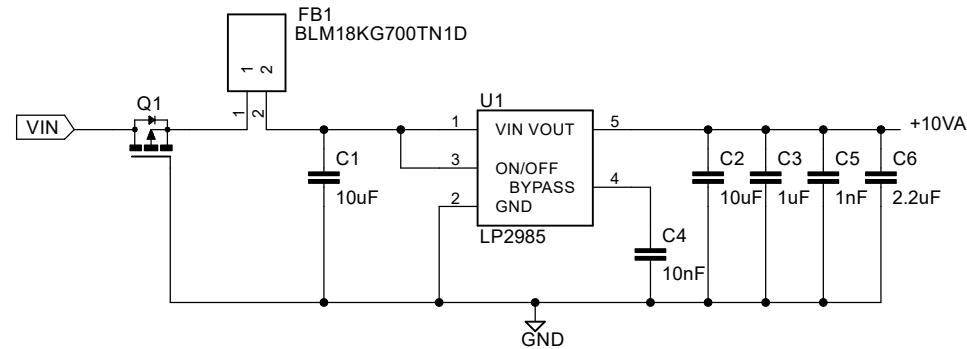 FB1
BLM18KG700TN1D
1
2
VIN
Q1
1
2
U1
1
VIN VOUT
5
+10VA
3
ON/OFF
BYPASS
4
2
GND
LP2985
C1
10uF
C4
10nF
C2
10uF
C3
1uF
C5
1nF
C6
2.2uF
GND